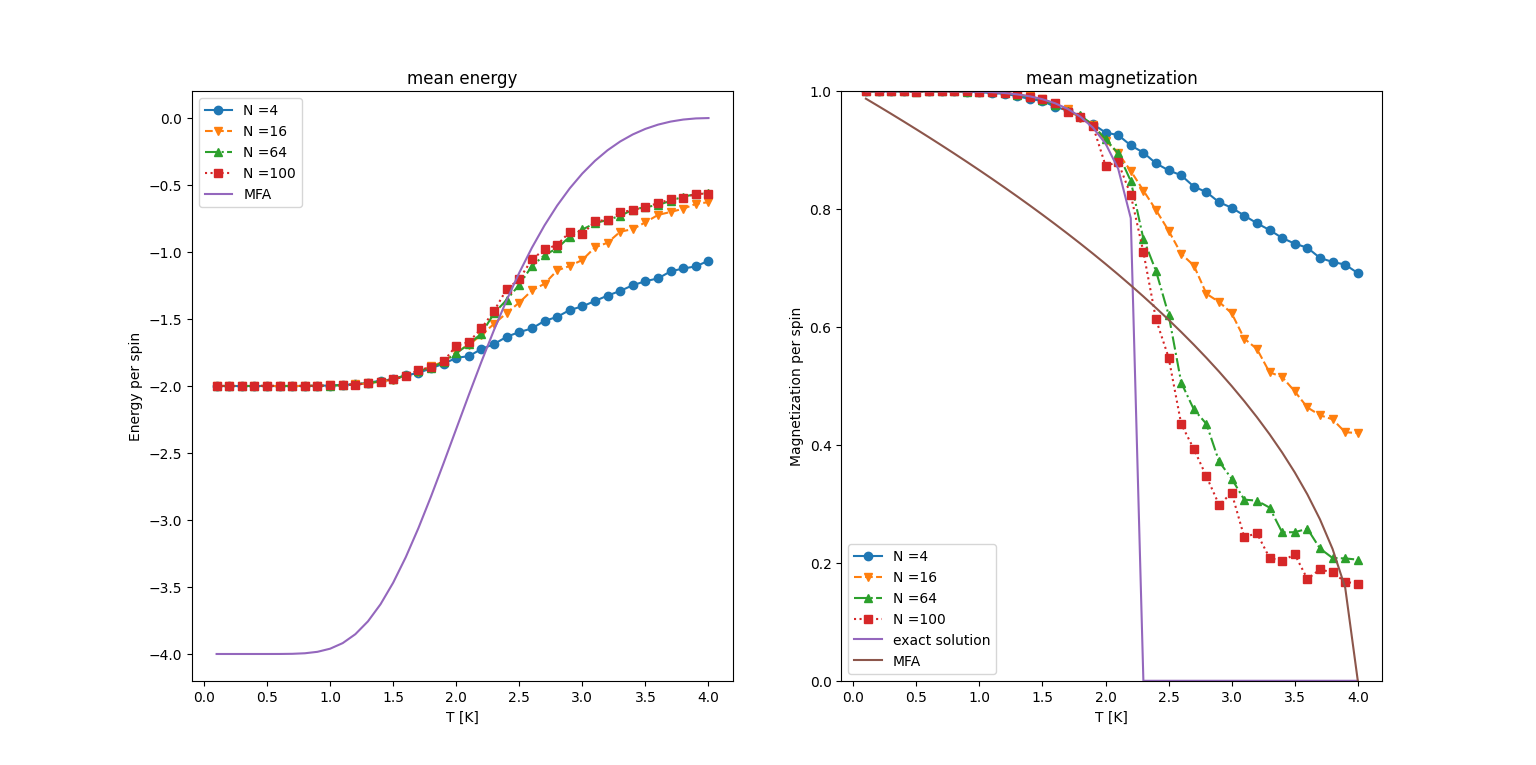 mean energy
N =4
N =16
N =64
N =100
MFA
Energy per spin
0.0
−0.5
−1.0
−1.5
−2.0
−2.5
−3.0
−3.5
−4.0
0.0 0.5 1.0 1.5 2.0 2.5 3.0 3.5 4.0
T [K]
mean magnetization
Magnetization per spin
1.0
0.8
0.6
0.4
0.2
0.0
N =4
N =16
N =64
N =100
exact solution
MFA
0.0 0.5 1.0 1.5 2.0 2.5 3.0 3.5 4.0
T [K]